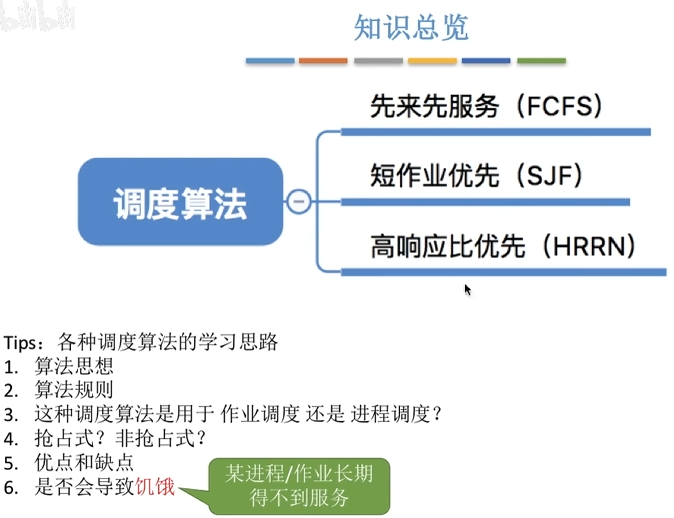 bilibili
知识总览
调度算法
先来先服务（FCFS）
短作业优先（SJF）
高响应比优先（HRRN）
Tips：各种调度算法的学习思路
1. 算法思想
2. 算法规则
3. 这种调度算法是用于 作业调度 还是 进程调度？
4. 抢占式？非抢占式？
5. 优点和缺点
6. 是否会导致饥饿
某进程/作业长期
得不到服务